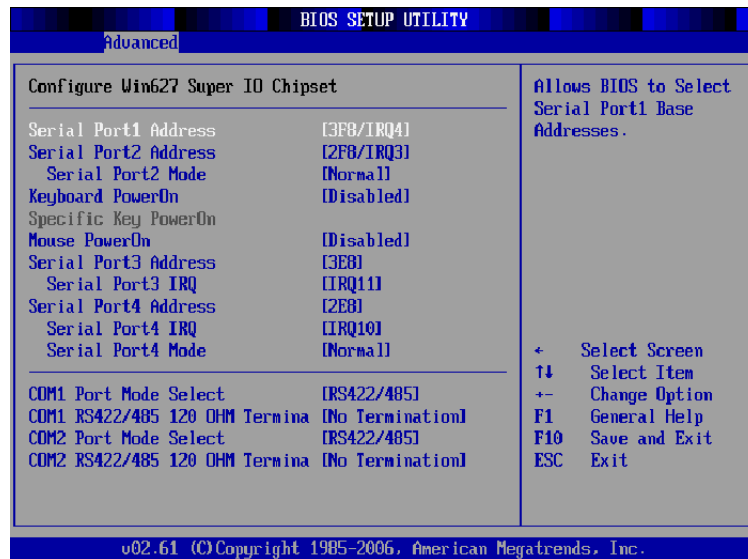 BIOS SETUP UTILITY
Advanced
Configure Win627 Super IO Chipset
Serial Port1 Address [3F8/IRQ4]
Serial Port2 Address [2F8/IRQ3]
Serial Port2 Mode [Normal]
Keyboard PowerOn [Disabled]
Specific Key PowerOn
Mouse PowerOn [Disabled]
Serial Port3 Address [3E8]
Serial Port3 IRQ [IRQ11]
Serial Port4 Address [2E8]
Serial Port4 IRQ [IRQ10]
Serial Port4 Mode [Normal]
COM1 Port Mode Select [RS422/485]
COM1 RS422/485 120 OHM Termina [No Termination]
COM2 Port Mode Select [RS422/485]
COM2 RS422/485 120 OHM Termina [No Termination]
Allows BIOS to Select
Serial Port1 Base
Addresses.
← Select Screen
↑↓ Select Item
+- Change Option
F1 General Help
F10 Save and Exit
ESC Exit
v02.61 (C)Copyright 1985-2006, American Megatrends, Inc.